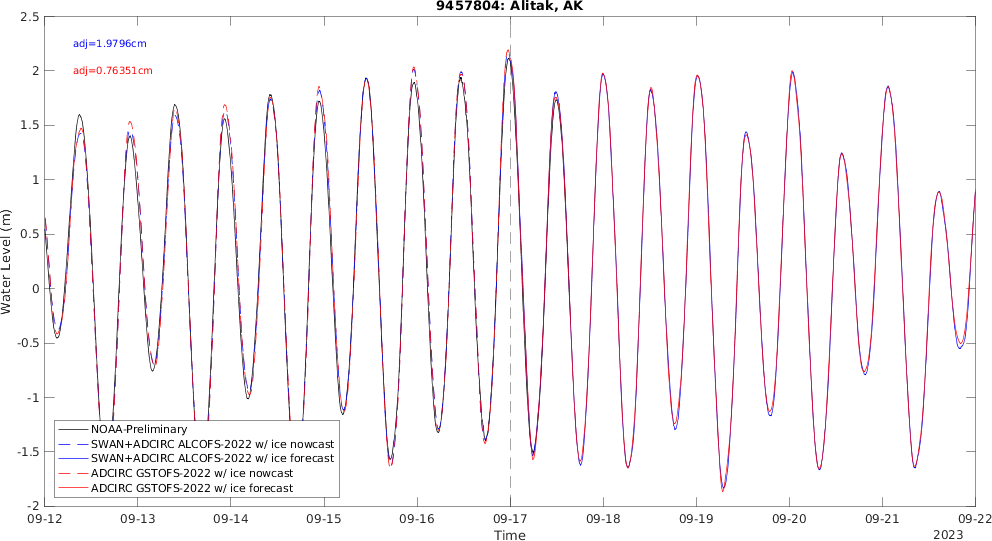 9457804: Alitak, AK
adj=1.9796cm
adj=0.76351cm
2.5
2
1.5
1
0.5
0
-0.5
-1
-1.5
-2
Water Level (m)
NOAA-Preliminary
SWAN+ADCIRC ALCOFS-2022 w/ ice nowcast
SWAN+ADCIRC ALCOFS-2022 w/ ice forecast
ADCIRC GSTOFS-2022 w/ ice nowcast
ADCIRC GSTOFS-2022 w/ ice forecast
09-12 09-13 09-14 09-15 09-16 09-17 09-18 09-19 09-20 09-21 09-22
Time
2023